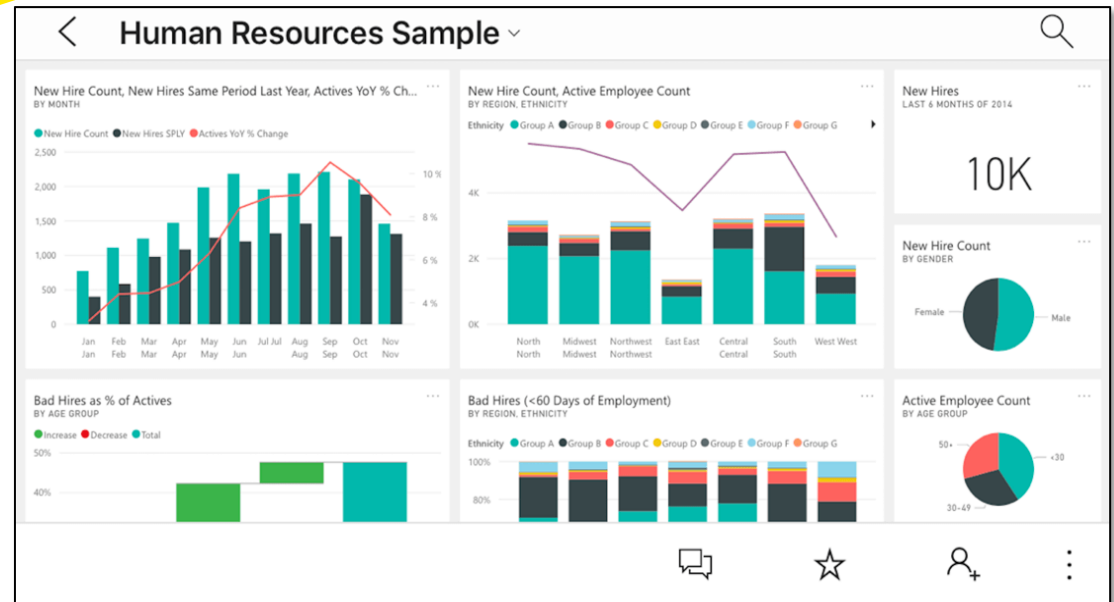 Human Resources Sample
New Hire Count, New Hires Same Period Last Year, Actives YoY % Ch...
BY MONTH
New Hire Count New Hires SPLY Actives YoY % Change
2,500
2,000
1,500
1,000
500
0
10 %
8 %
6 %
4 %
Jan Feb Mar Apr May Jun Jul Jul Aug Sep Oct Nov
Jan Feb Mar Apr May Jun Aug Sep Oct Nov
New Hire Count, Active Employee Count
BY REGION, ETHNICITY
Ethnicity Group A Group B Group C Group D Group E Group F Group G
4K
2K
0K
North Midwest Northwest East East Central South West West
North Midwest Northwest Central South
New Hires
LAST 6 MONTHS OF 2014
10K
New Hire Count
BY GENDER
Female
Male
Bad Hires as % of Actives
BY AGE GROUP
Increase Decrease Total
50%
40%
Bad Hires (<60 Days of Employment)
BY REGION, ETHNICITY
Ethnicity Group A Group B Group C Group D Group E Group F Group G
100%
80%
Active Employee Count
BY AGE GROUP
50+
<30
30-49